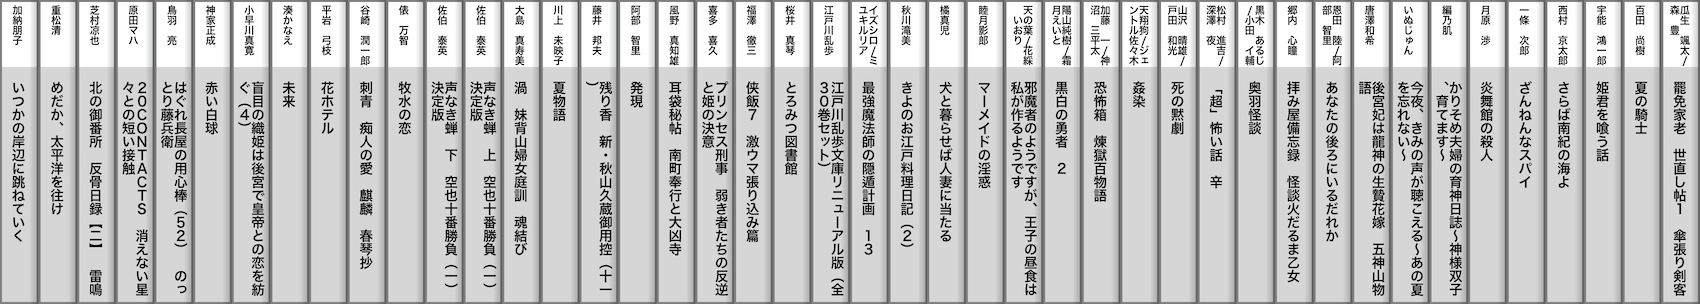 瓜生　颯太/
森　豊
罷免家老　世直し帖１　傘張り剣客
百田　尚樹
夏の騎士
宇能　鴻一郎
姫君を喰う話
西村　京太郎
さらば南紀の海よ
一條　次郎
ざんねんなスパイ
月原　渉
炎舞館の殺人
編乃肌
かりそめ夫婦の育神日誌〜神様双子
、育てます〜
いぬじゅん
今夜、きみの声が聴こえる〜あの夏
を忘れない〜
唐澤和希
後宮妃は龍神の生贄花嫁　五神山物
語
恩田　陸/阿
部　智里
あなたの後ろにいるだれか
郷内　心瞳
拝み屋備忘録　怪談火だるま乙女
黒木　あるじ
/小田　イ輔
奥羽怪談
松村　進吉/
深澤　夜
「超」怖い話　辛
山沢　晴雄/
戸田　和光
死の黙劇
天翔狗/ジェ
ントル佐々木
姦染
加藤　一/神
沼　三平太
恐怖箱　煉獄百物語
陽山純樹/霜
月えいと
黒白の勇者　２
天の葉/花綵
いおり
邪魔者のようですが、王子の昼食は
私が作るようです
睦月影郎
マーメイドの淫惑
橘真児
犬と暮らせば人妻に当たる
秋川滝美
きよのお江戸料理日記（２）
イズシロ/ミ
ユキルリア
最強魔法師の隠遁計画　１３
江戸川乱歩
江戸川乱歩文庫リニューアル版（全
３０巻セット）
桜井　真琴
とろみつ図書館
福澤　徹三
侠飯７　激ウマ張り込み篇
喜多　喜久
プリンセス刑事　弱き者たちの反逆
と姫の決意
風野　真知雄
耳袋秘帖　南町奉行と大凶寺
阿部　智里
発現
藤井　邦夫
残り香　新・秋山久蔵御用控（十一
）
川上　未映子
夏物語
大島　真寿美
渦　妹背山婦女庭訓　魂結び
佐伯　泰英
声なき蝉　上　空也十番勝負（一）
決定版
佐伯　泰英
声なき蝉　下　空也十番勝負（一）
決定版
俵　万智
牧水の恋
谷崎　潤一郎
刺青　痴人の愛　麒麟　春琴抄
平岩　弓枝
花ホテル
湊かなえ
未来
小早川真寛
盲目の織姫は後宮で皇帝との恋を紡
ぐ（４）
神家正成
赤い白球
鳥羽　亮
はぐれ長屋の用心棒（５２）　のっ
とり藤兵衛
原田マハ
２０ＣＯＮＴＡＣＴＳ　消えない星
々との短い接触
芝村凉也
北の御番所　反骨日録【二】　雷鳴
重松清
めだか、太平洋を往け
加納朋子
いつかの岸辺に跳ねていく